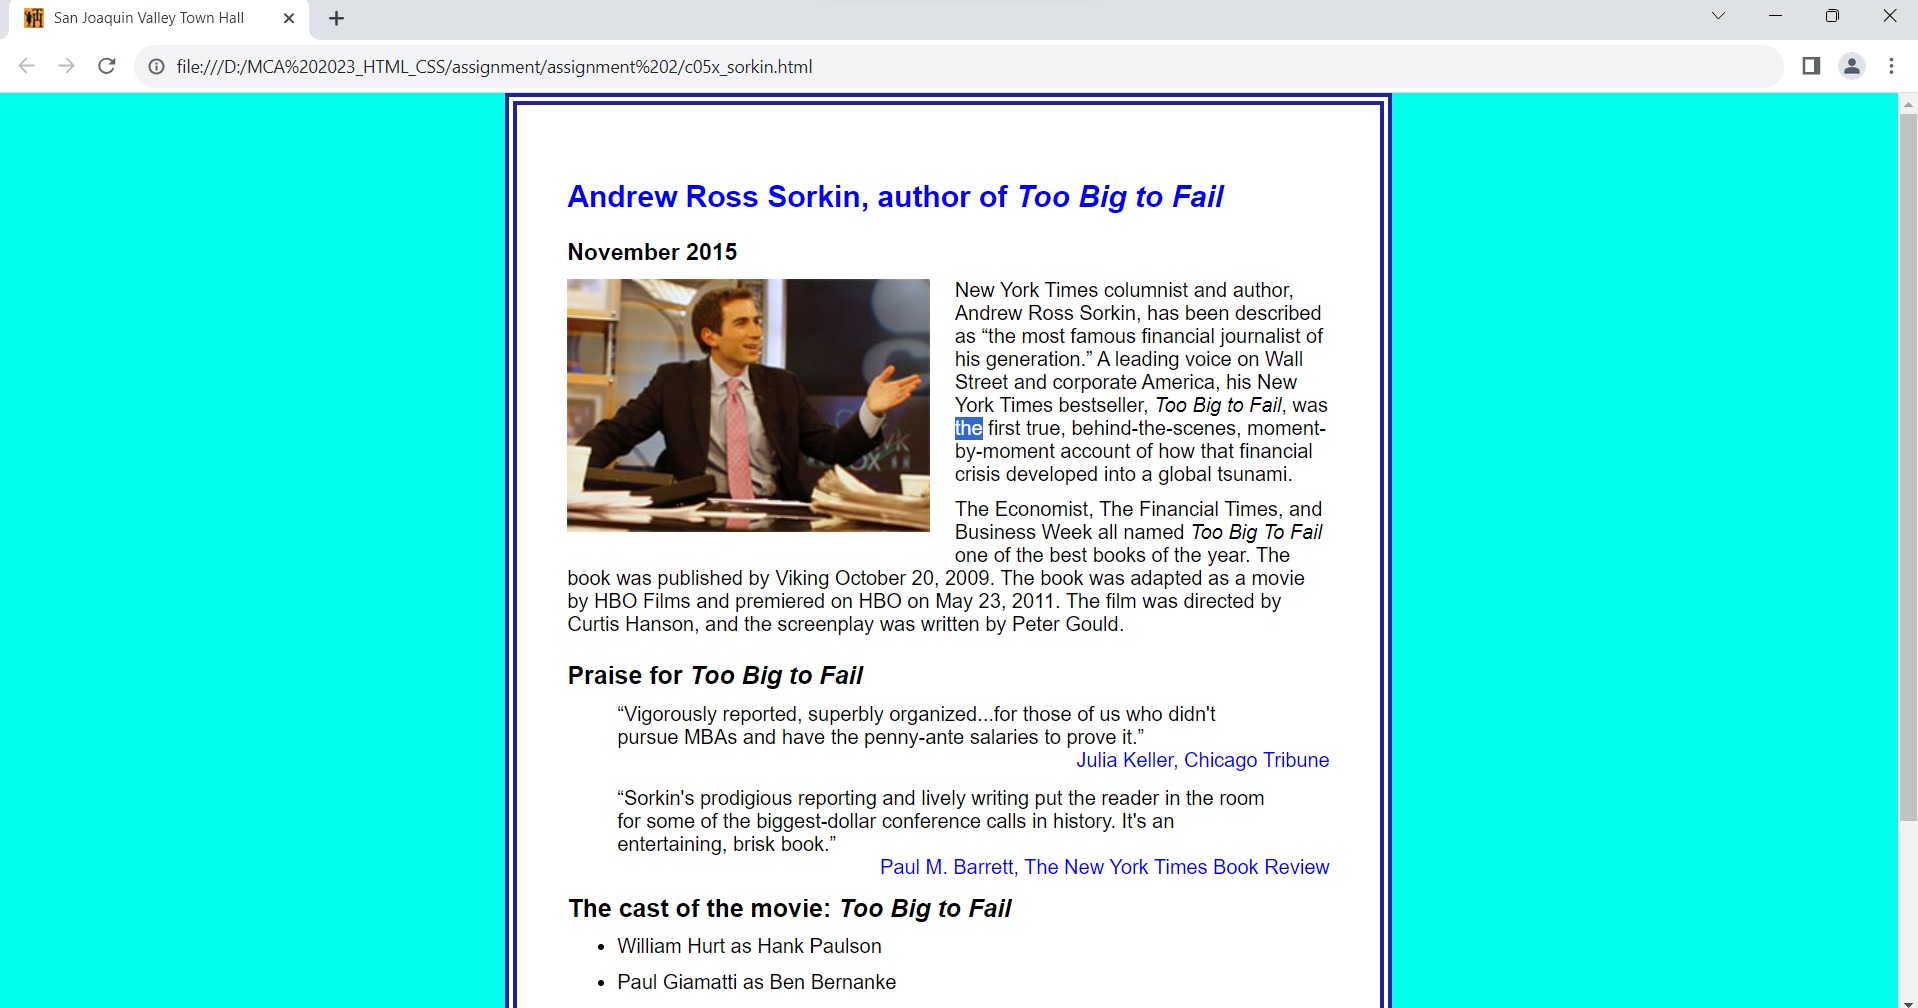 San Joaquin Valley Town Hall
file:///D:/MCA%202023_HTML_CSS/assignment/assignment%202/c05x_sorkin.html
Andrew Ross Sorkin, author of Too Big to Fail
November 2015
New York Times columnist and author,
Andrew Ross Sorkin, has been described
as “the most famous financial journalist of
his generation.” A leading voice on Wall
Street and corporate America, his New
York Times bestseller, Too Big to Fail, was
the first true, behind-the-scenes, moment-
by-moment account of how that financial
crisis developed into a global tsunami.
The Economist, The Financial Times, and
Business Week all named Too Big To Fail
one of the best books of the year. The
book was published by Viking October 20, 2009. The book was adapted as a movie
by HBO Films and premiered on HBO on May 23, 2011. The film was directed by
Curtis Hanson, and the screenplay was written by Peter Gould.
Praise for Too Big to Fail
“Vigorously reported, superbly organized...for those of us who didn't
pursue MBAs and have the penny-ante salaries to prove it.”
Julia Keller, Chicago Tribune
“Sorkin's prodigious reporting and lively writing put the reader in the room
for some of the biggest-dollar conference calls in history. It's an
entertaining, brisk book.”
Paul M. Barrett, The New York Times Book Review
The cast of the movie: Too Big to Fail
• William Hurt as Hank Paulson
• Paul Giamatti as Ben Bernanke